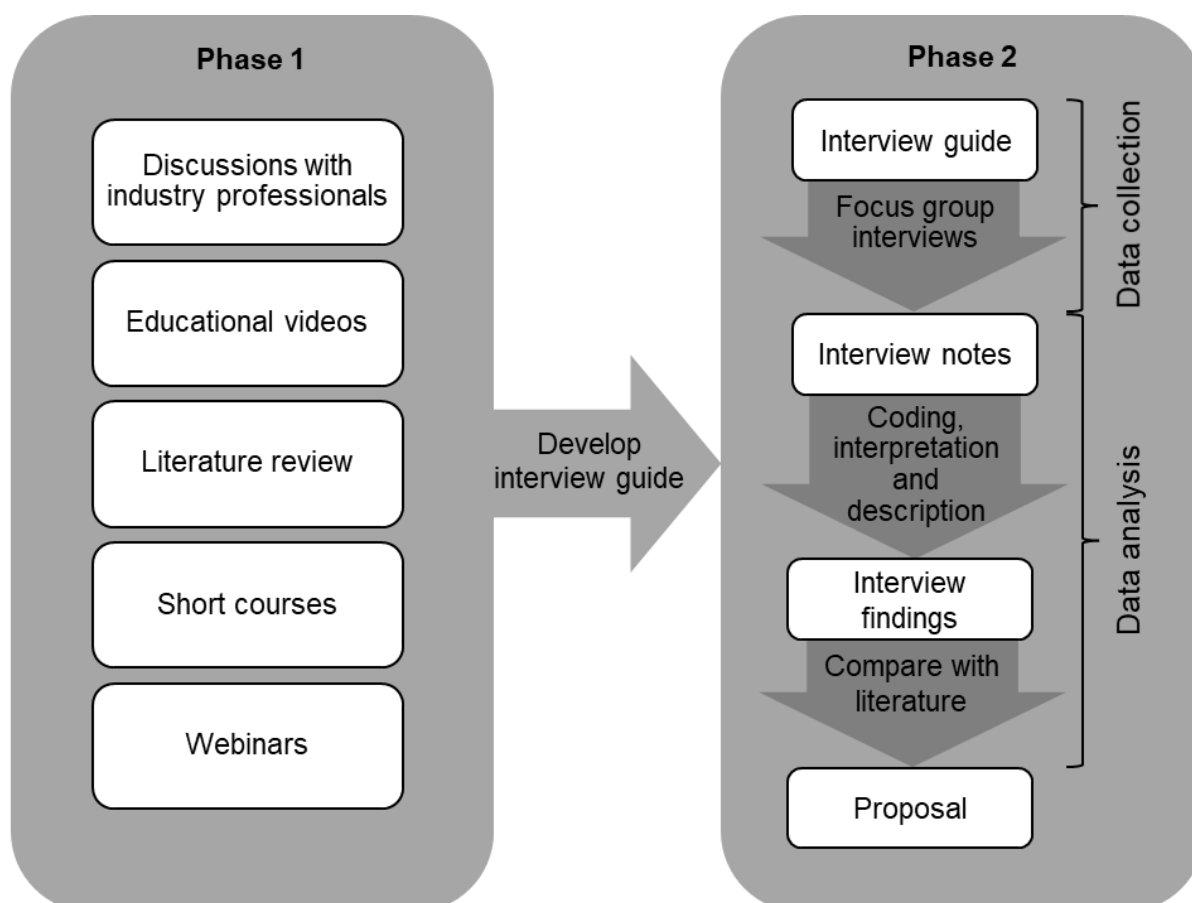 Phase 1
Discussions with
industry professionals
Educational videos
Literature review
Short courses
Webinars
Develop
interview guide
Phase 2
Interview guide
Focus group
interviews
Interview notes
Coding,
interpretation
and
description
Interview
findings
Compare with
literature
Proposal
Data collection
Data analysis